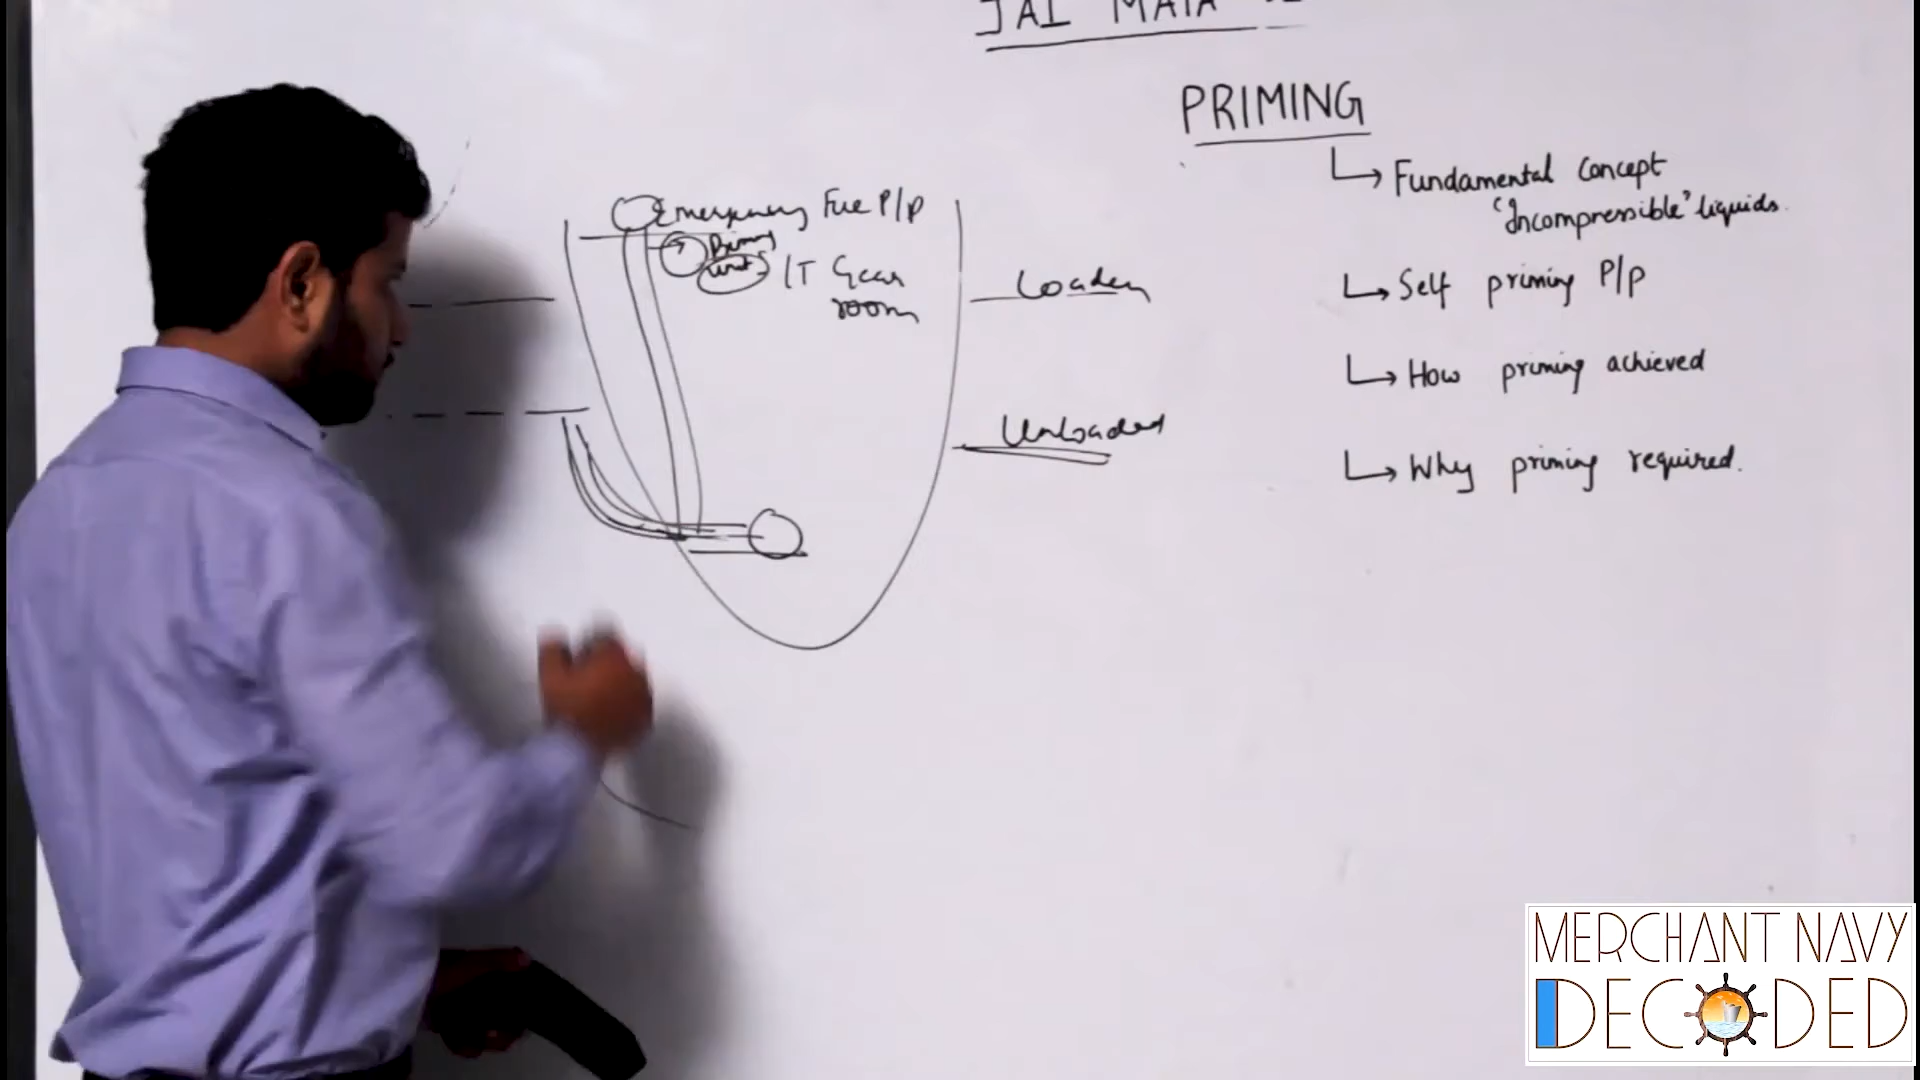 JAI MATA
PRIMING
↳ Fundamental Concept
"Incompressible" liquids.
↳ Self priming P/p
↳ How priming achieved
↳ Why priming required.
Emergency Fire P/p
Priming
unit
Gear
room
Loaded
Unloaded
MERCHANT NAVY
DECODED